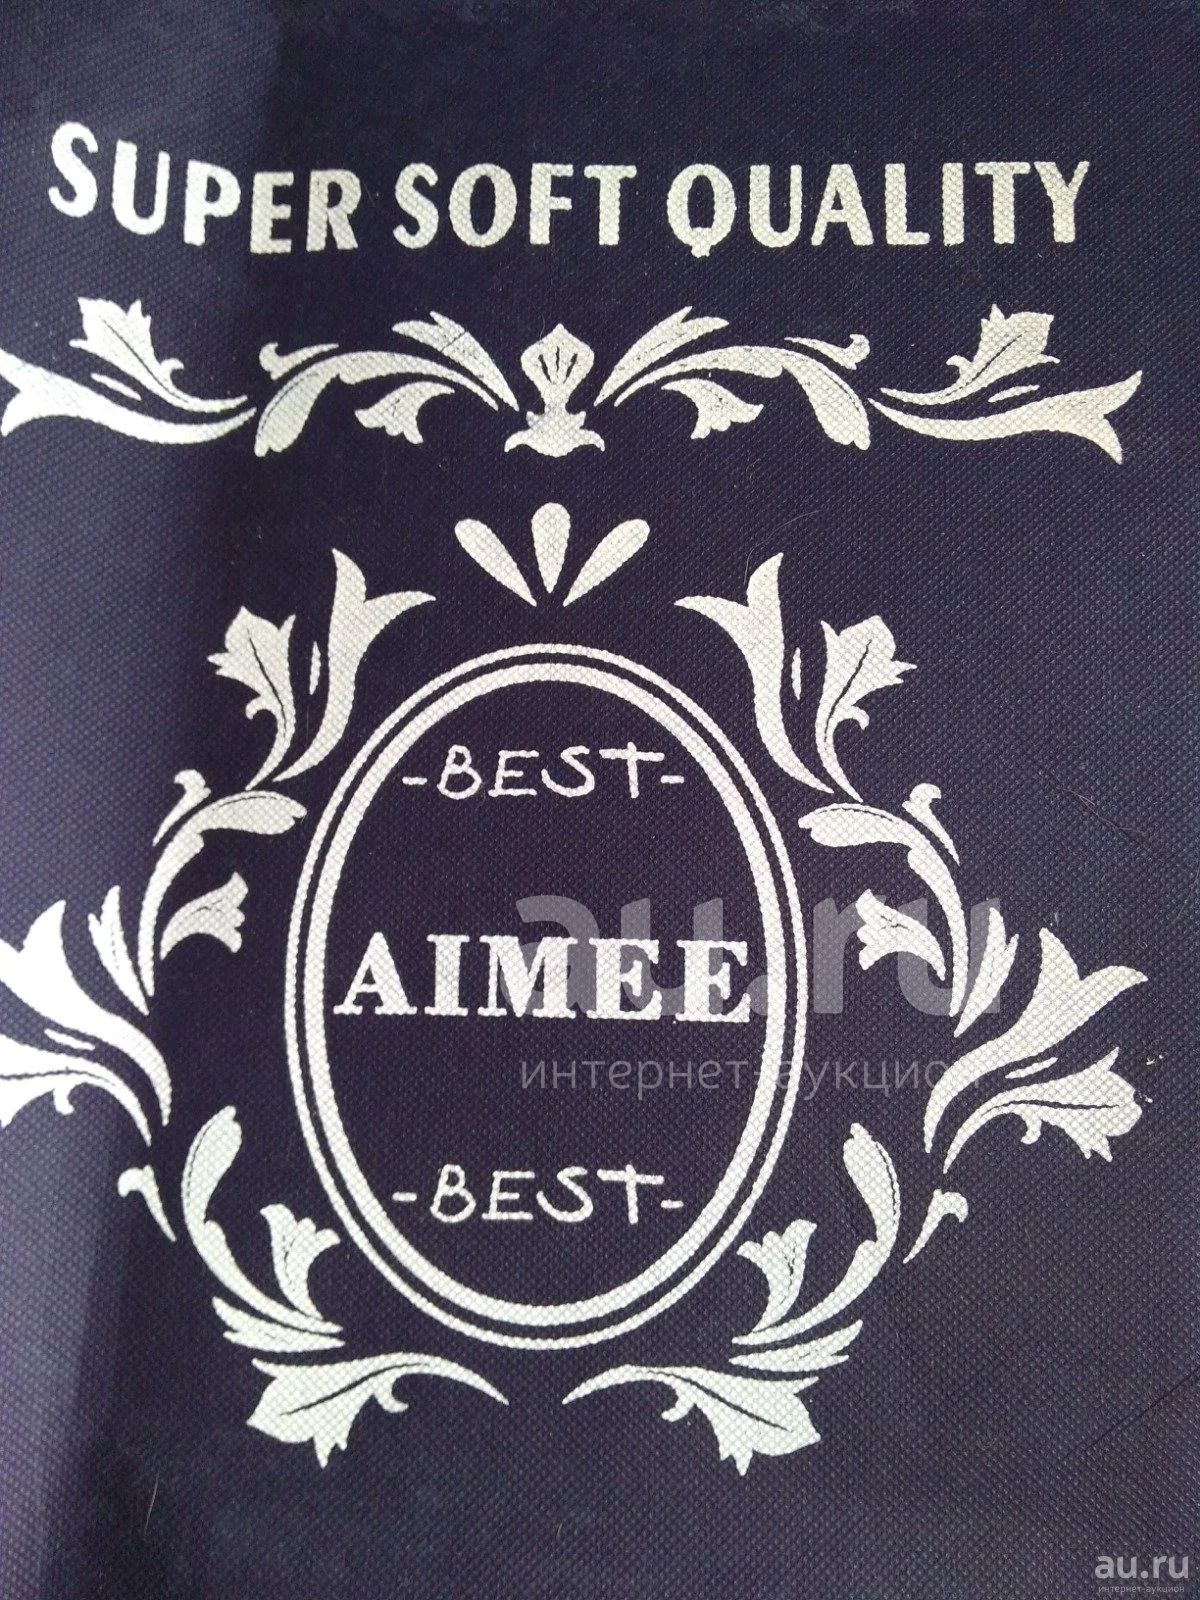 SUPER SOFT QUALITY
-BEST-
AIMEE
au.ru
интернет-аукцион
-BEST-
au.ru
интернет-аукцион